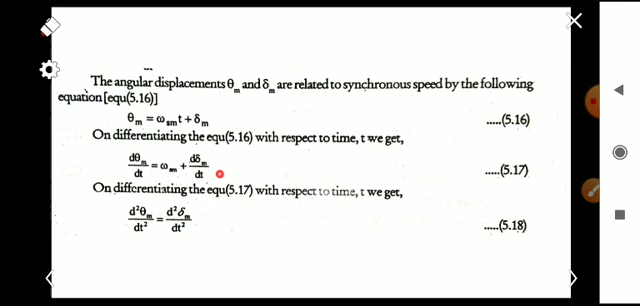 The angular displacements θm and δm are related to synchronous speed by the following
equation [equ(5.16)]
θm = ωsm t + δm .....(5.16)
On differentiating the equ(5.16) with respect to time, t we get,
dθm/dt = ωsm + dδm/dt .....(5.17)
On differentiating the equ(5.17) with respect to time, t we get,
d²θm/dt² = d²δm/dt² .....(5.18)